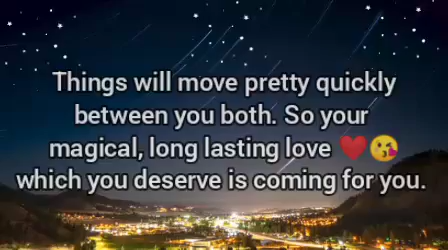 Things will move pretty quickly
between you both. So your
magical, long lasting love ❤️😘
which you deserve is coming for you.